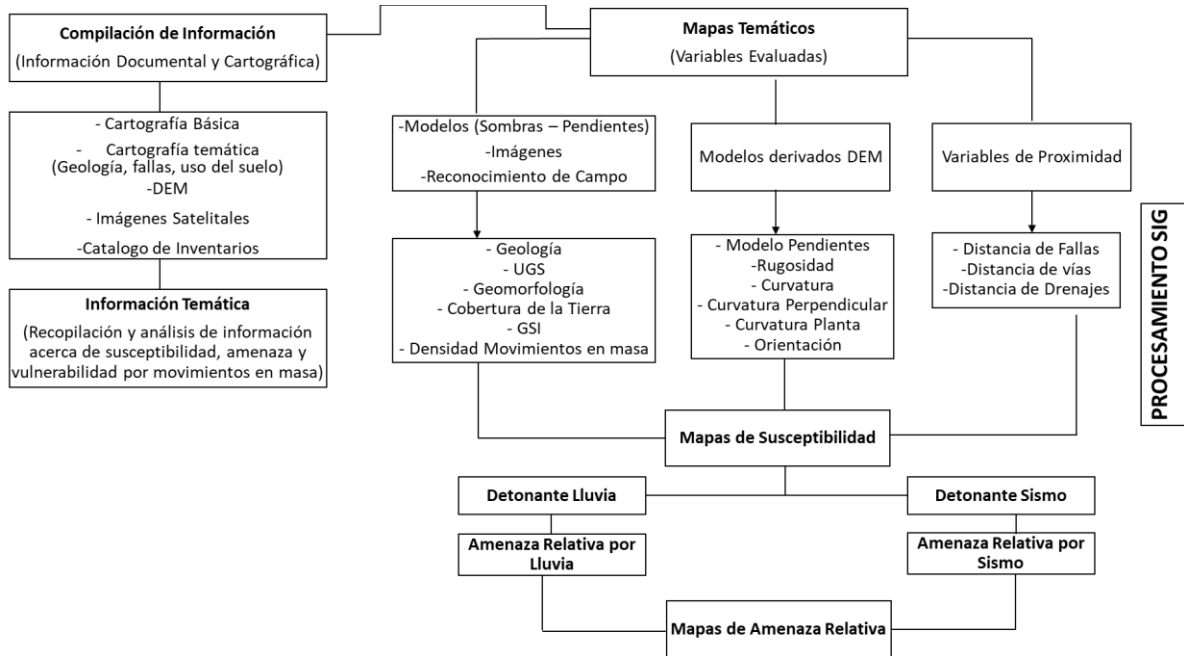 Compilación de Información
(Información Documental y Cartográfica)
- Cartografía Básica
- Cartografía temática
(Geología, fallas, uso del suelo)
-DEM
- Imágenes Satelitales
-Catalogo de Inventarios
Información Temática
(Recopilación y análisis de información
acerca de susceptibilidad, amenaza y
vulnerabilidad por movimientos en masa)
Mapas Temáticos
(Variables Evaluadas)
-Modelos (Sombras – Pendientes)
-Imágenes
-Reconocimiento de Campo
Modelos derivados DEM
Variables de Proximidad
- Geología
- UGS
- Geomorfología
- Cobertura de la Tierra
- GSI
- Densidad Movimientos en masa
- Modelo Pendientes
-Rugosidad
- Curvatura
- Curvatura Perpendicular
- Curvatura Planta
- Orientación
- Distancia de Fallas
-Distancia de vías
-Distancia de Drenajes
PROCESAMIENTO SIG
Mapas de Susceptibilidad
Detonante Lluvia
Detonante Sismo
Amenaza Relativa por
Lluvia
Amenaza Relativa por
Sismo
Mapas de Amenaza Relativa